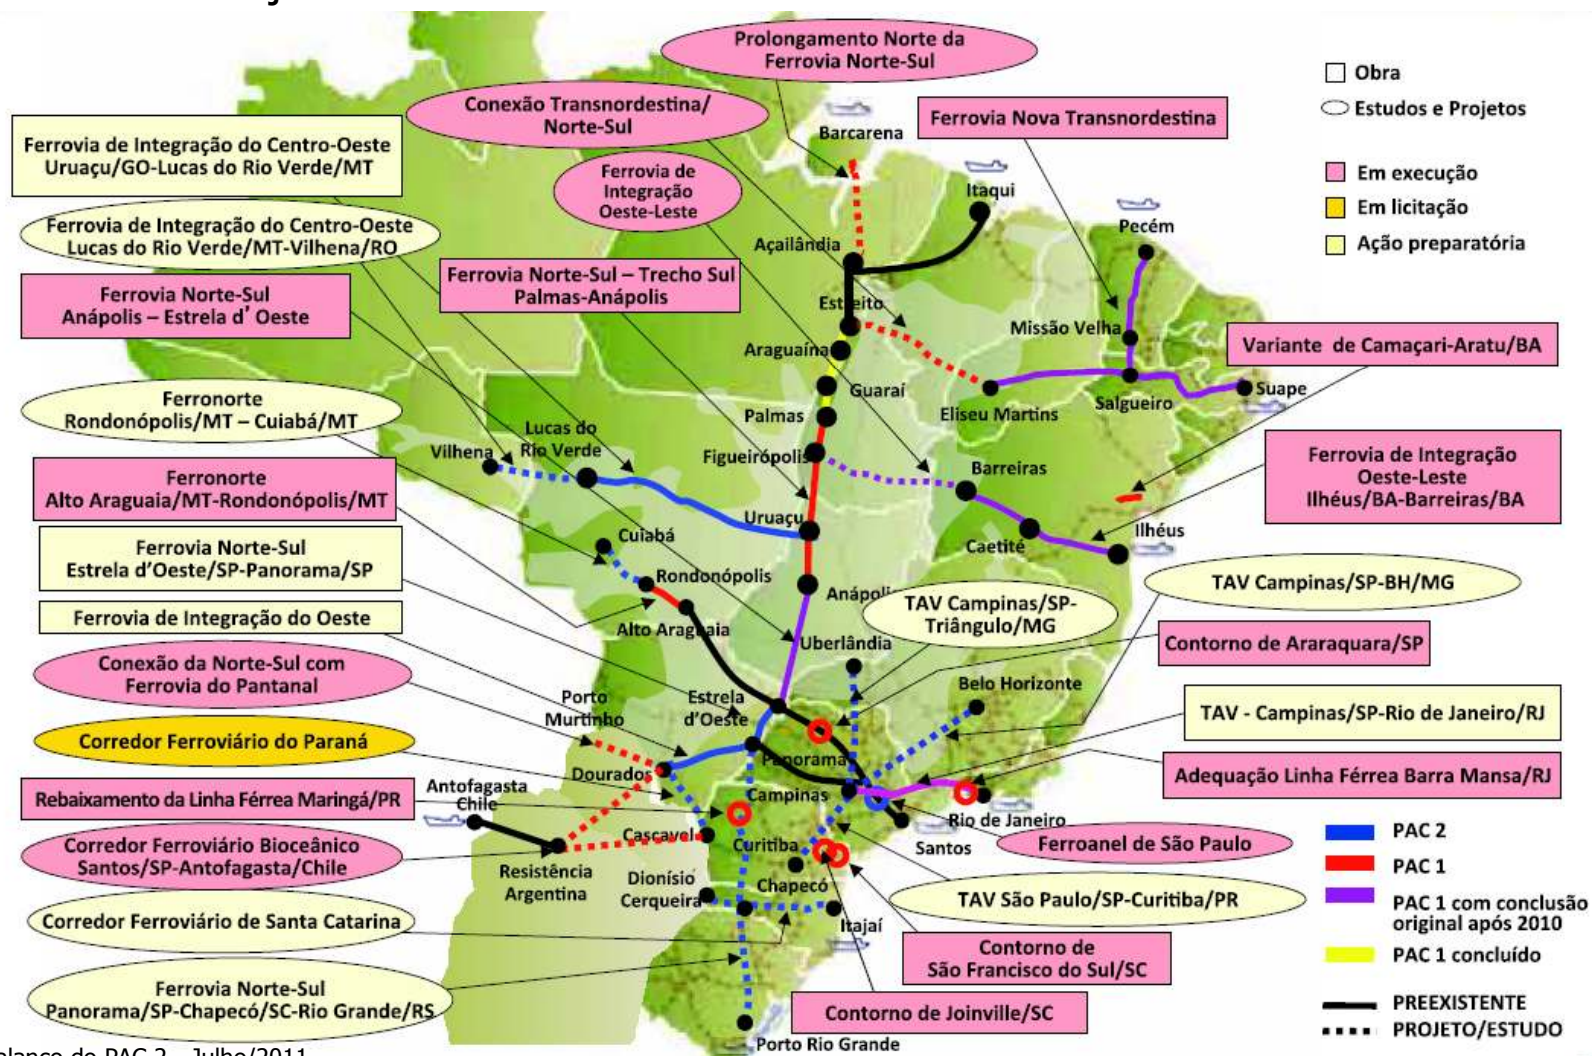 Prolongamento Norte da
Ferrovia Norte-Sul
Conexão Transnordestina/
Norte-Sul
Ferrovia Nova Transnordestina
Obra
Estudos e Projetos
Em execução
Em licitação
Ação preparatória
Ferrovia de Integração do Centro-Oeste
Uruaçu/GO-Lucas do Rio Verde/MT
Ferrovia de
Integração
Oeste-Leste
Ferrovia de Integração do Centro-Oeste
Lucas do Rio Verde/MT-Vilhena/RO
Ferrovia Norte-Sul – Trecho Sul
Palmas-Anápolis
Ferrovia Norte-Sul
Anápolis – Estrela d’ Oeste
Variante de Camaçari-Aratu/BA
Ferronorte
Rondonópolis/MT – Cuiabá/MT
Ferronorte
Alto Araguaia/MT-Rondonópolis/MT
Ferrovia de Integração
Oeste-Leste
Ilhéus/BA-Barreiras/BA
Ferrovia Norte-Sul
Estrela d’Oeste/SP-Panorama/SP
TAV Campinas/SP-BH/MG
TAV Campinas/SP-
Triângulo/MG
Ferrovia de Integração do Oeste
Contorno de Araraquara/SP
Conexão da Norte-Sul com
Ferrovia do Pantanal
TAV - Campinas/SP-Rio de Janeiro/RJ
Corredor Ferroviário do Paraná
Adequação Linha Férrea Barra Mansa/RJ
Rebaixamento da Linha Férrea Maringá/PR
Corredor Ferroviário Bioceânico
Santos/SP-Antofagasta/Chile
Ferroanel de São Paulo
TAV São Paulo/SP-Curitiba/PR
Corredor Ferroviário de Santa Catarina
Contorno de
São Francisco do Sul/SC
Ferrovia Norte-Sul
Panorama/SP-Chapecó/SC-Rio Grande/RS
Contorno de Joinville/SC
Barcarena
Itaqui
Pecém
Açailândia
Estreito
Missão Velha
Araguaína
Guaraí
Eliseu Martins
Salgueiro
Suape
Palmas
Lucas do
Rio Verde
Vilhena
Figueirópolis
Barreiras
Uruaçu
Caetité
Ilhéus
Cuiabá
Rondonópolis
Alto Araguaia
Anápolis
Uberlândia
Belo Horizonte
Porto
Murtinho
Estrela
d’Oeste
Panorama
Dourados
Campinas
Antofagasta
Chile
Rio de Janeiro
Santos
Cascavel
Curitiba
Resistência
Argentina
Dionísio
Cerqueira
Chapecó
Itajaí
Porto Rio Grande
PAC 2
PAC 1
PAC 1 com conclusão
original após 2010
PAC 1 concluído
PREEXISTENTE
PROJETO/ESTUDO
do PAC 2 - Julho/2011